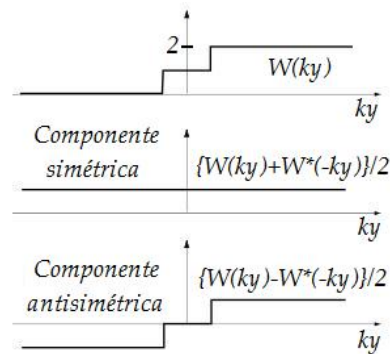 2
W(ky)
ky
Componente
simétrica
{W(ky)+W*(-ky)}/2
ky
Componente
antisimétrica
{W(ky)-W*(-ky)}/2
ky